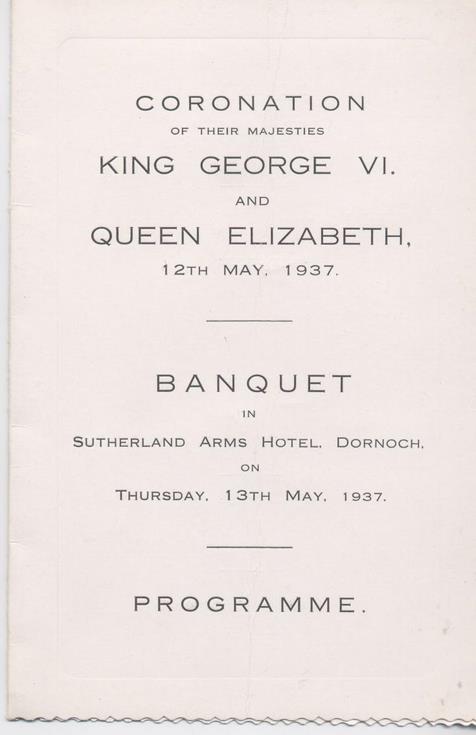 CORONATION
OF THEIR MAJESTIES
KING GEORGE VI.
AND
QUEEN ELIZABETH,
12TH MAY, 1937.
BANQUET
IN
SUTHERLAND ARMS HOTEL, DORNOCH,
ON
THURSDAY, 13TH MAY, 1937.
PROGRAMME.